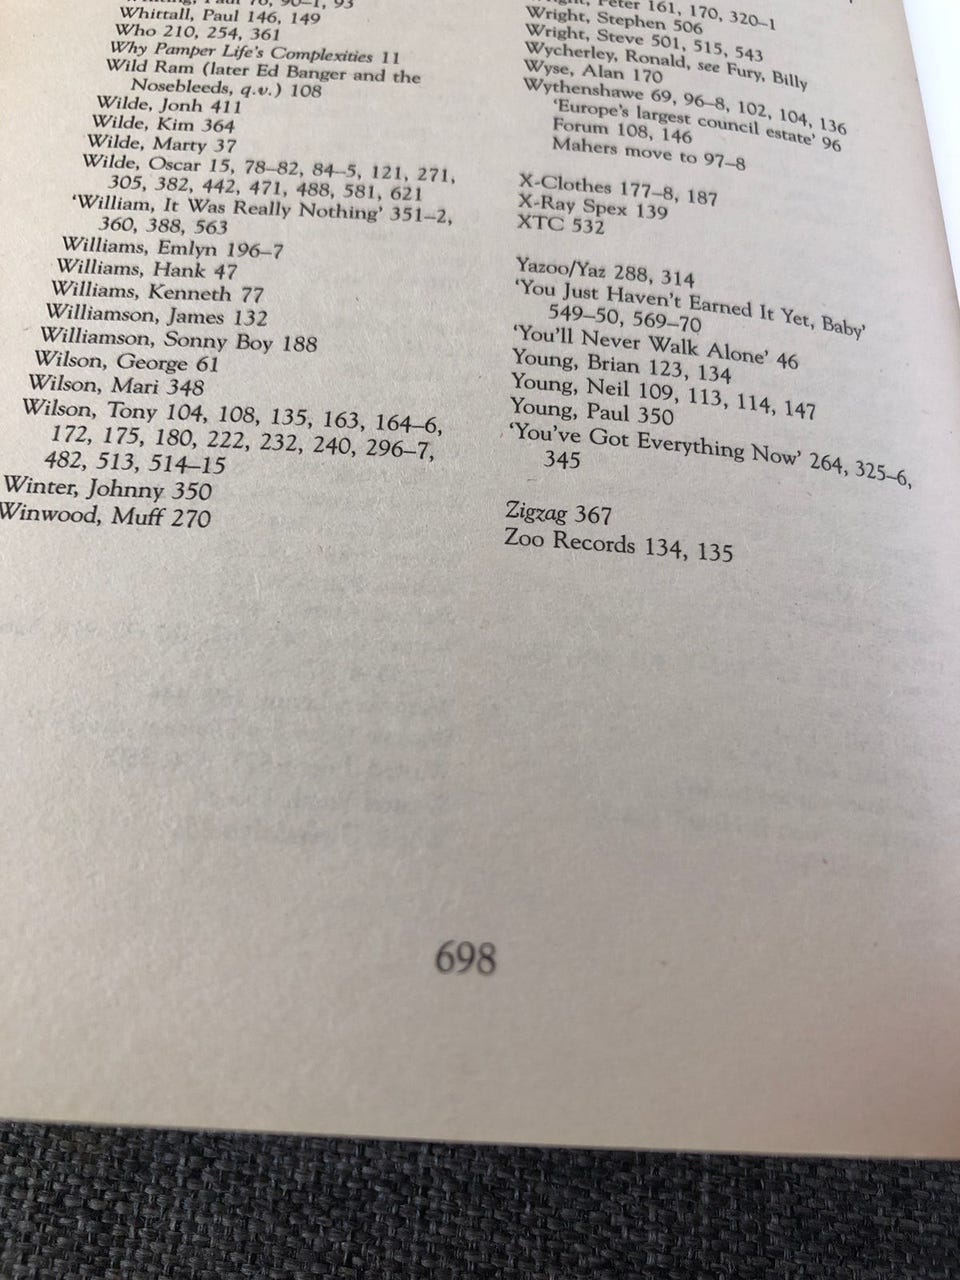 Whittall, Paul 146, 149
Who 210, 254, 361
Why Pamper Life's Complexities 11
Wild Ram (later Ed Banger and the
Nosebleeds, q.v.) 108
Wilde, Jonh 411
Wilde, Kim 364
Wilde, Marty 37
Wilde, Oscar 15, 78–82, 84–5, 121, 271,
305, 382, 442, 471, 488, 581, 621
'William, It Was Really Nothing' 351–2,
360, 388, 563
Williams, Emlyn 196–7
Williams, Hank 47
Williams, Kenneth 77
Williamson, James 132
Williamson, Sonny Boy 188
Wilson, George 61
Wilson, Mari 348
Wilson, Tony 104, 108, 135, 163, 164–6,
172, 175, 180, 222, 232, 240, 296–7,
482, 513, 514–15
Winter, Johnny 350
Winwood, Muff 270
Peter 161, 170, 320–1
Wright, Stephen 506
Wright, Steve 501, 515, 543
Wycherley, Ronald, see Fury, Billy
Wyse, Alan 170
Wythenshawe 69, 96–8, 102, 104, 136
'Europe's largest council estate' 96
Forum 108, 146
Mahers move to 97–8
X-Clothes 177–8, 187
X-Ray Spex 139
XTC 532
Yazoo/Yaz 288, 314
'You Just Haven't Earned It Yet, Baby'
549–50, 569–70
'You'll Never Walk Alone' 46
Young, Brian 123, 134
Young, Neil 109, 113, 114, 147
Young, Paul 350
'You've Got Everything Now' 264, 325–6,
345
Zigzag 367
Zoo Records 134, 135
698